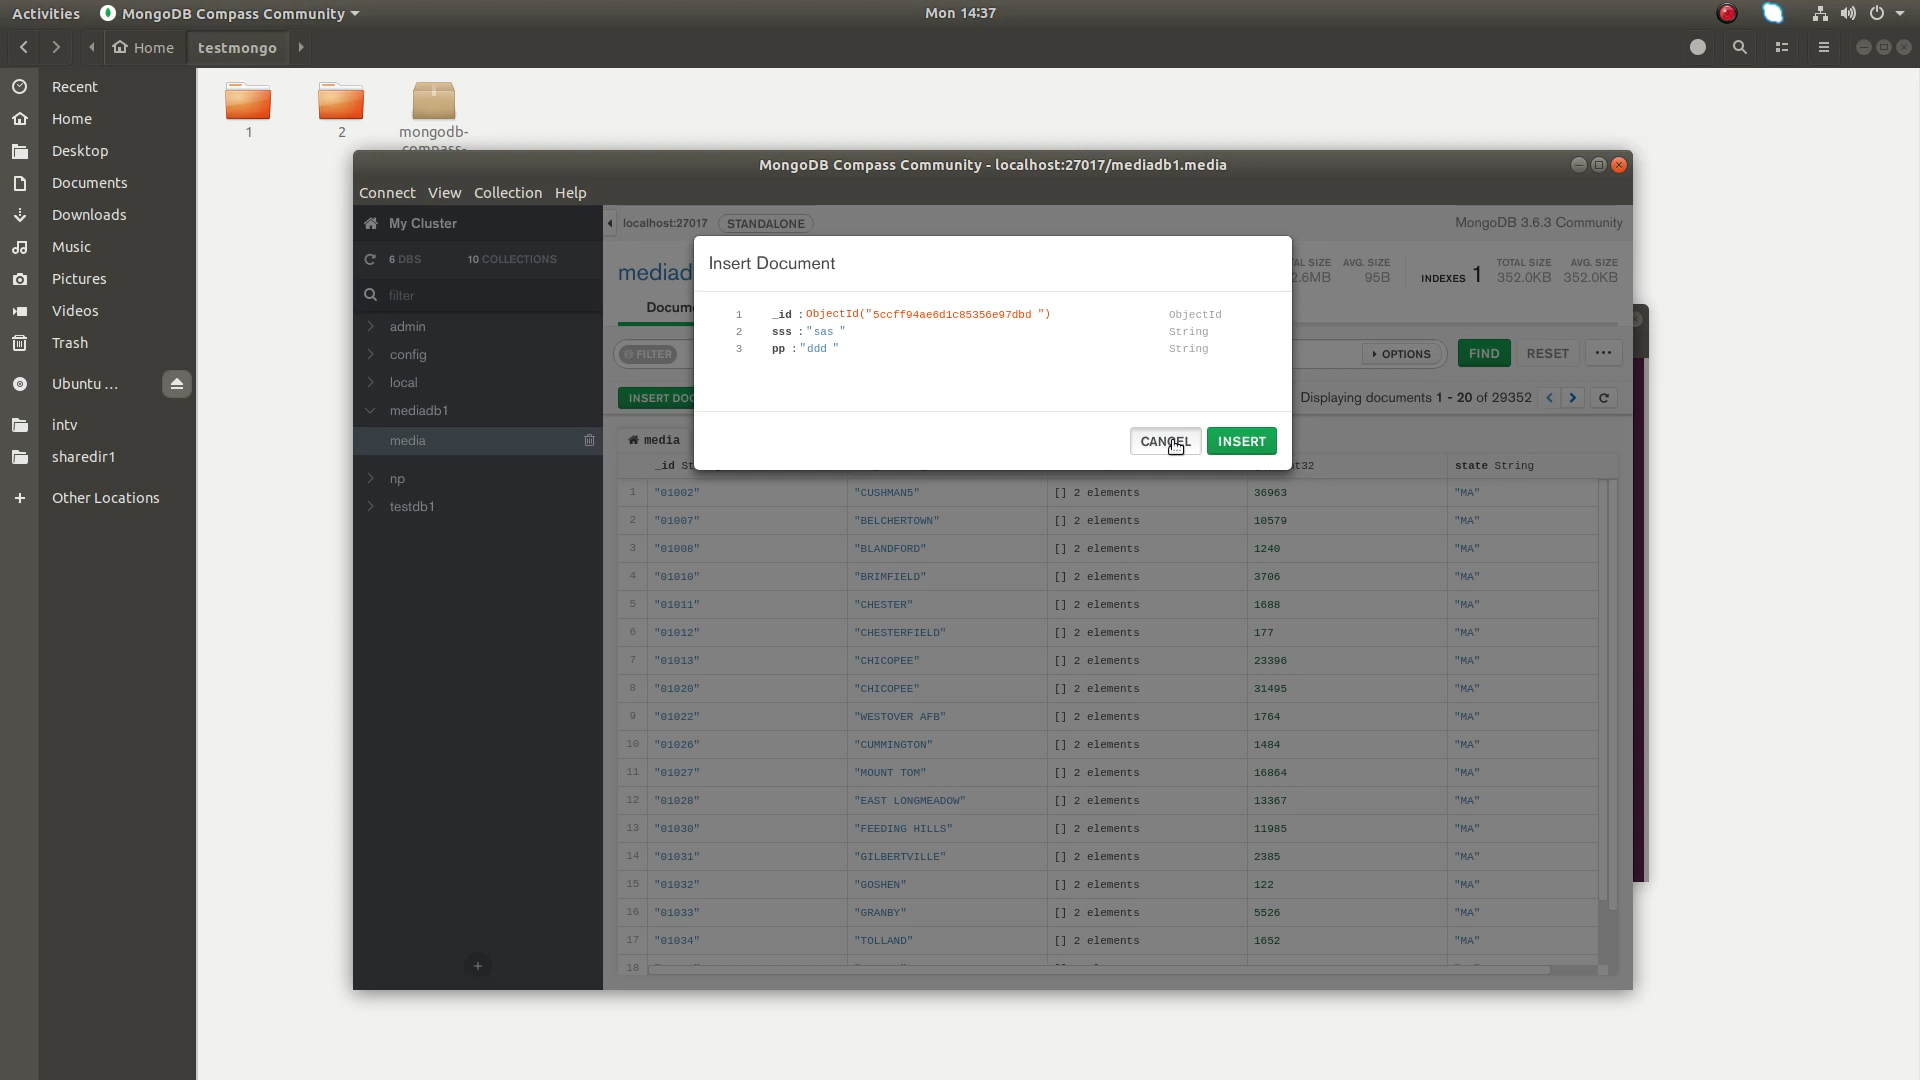 Activities MongoDB Compass Community Mon 14:37
Home testmongo
Recent
Home
Desktop
Documents
Downloads
Music
Pictures
Videos
Trash
Ubuntu ...
intv
sharedir1
+ Other Locations
1 2 mongodb-
compass-
MongoDB Compass Community - localhost:27017/mediadb1.media
Connect View Collection Help
My Cluster
6 DBS 10 COLLECTIONS
filter
admin
config
local
mediadb1
media
np
testdb1
+
localhost:27017 STANDALONE MongoDB 3.6.3 Community
AVG. SIZE TOTAL SIZE AVG. SIZE
2.6MB 95B INDEXES 1 352.0KB 352.0KB
FILTER OPTIONS FIND RESET ...
Displaying documents 1 - 20 of 29352
Insert Document
1 _id :ObjectId("5ccff94ae6d1c85356e97dbd ") ObjectId
2 sss :"sas " String
3 pp :"ddd " String
CANCEL INSERT
media
_id state String
1 "01002" "CUSHMAN5" [] 2 elements 36963 "MA"
2 "01007" "BELCHERTOWN" [] 2 elements 10579 "MA"
3 "01008" "BLANDFORD" [] 2 elements 1240 "MA"
4 "01010" "BRIMFIELD" [] 2 elements 3706 "MA"
5 "01011" "CHESTER" [] 2 elements 1688 "MA"
6 "01012" "CHESTERFIELD" [] 2 elements 177 "MA"
7 "01013" "CHICOPEE" [] 2 elements 23396 "MA"
8 "01020" "CHICOPEE" [] 2 elements 31495 "MA"
9 "01022" "WESTOVER AFB" [] 2 elements 1764 "MA"
10 "01026" "CUMMINGTON" [] 2 elements 1484 "MA"
11 "01027" "MOUNT TOM" [] 2 elements 16864 "MA"
12 "01028" "EAST LONGMEADOW" [] 2 elements 13367 "MA"
13 "01030" "FEEDING HILLS" [] 2 elements 11985 "MA"
14 "01031" "GILBERTVILLE" [] 2 elements 2385 "MA"
15 "01032" "GOSHEN" [] 2 elements 122 "MA"
16 "01033" "GRANBY" [] 2 elements 5526 "MA"
17 "01034" "TOLLAND" [] 2 elements 1652 "MA"
18